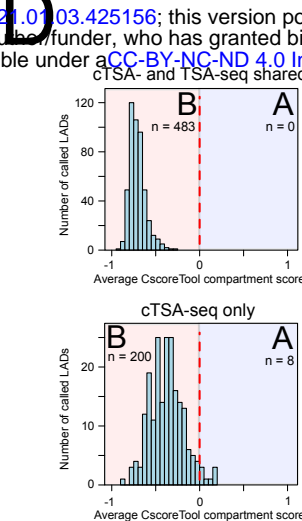 D
21.01.03.425156; this version po
uthor/funder, who has granted bi
ble under aCC-BY-NC-ND 4.0 In
cTSA- and TSA-seq shared
Number of called LADs
120
80
40
0
B
n = 483
A
n = 0
-1
0
1
Average CscoreTool compartment score
cTSA-seq only
Number of called LADs
20
10
0
B
n = 200
A
n = 8
-1
0
1
Average CscoreTool compartment score